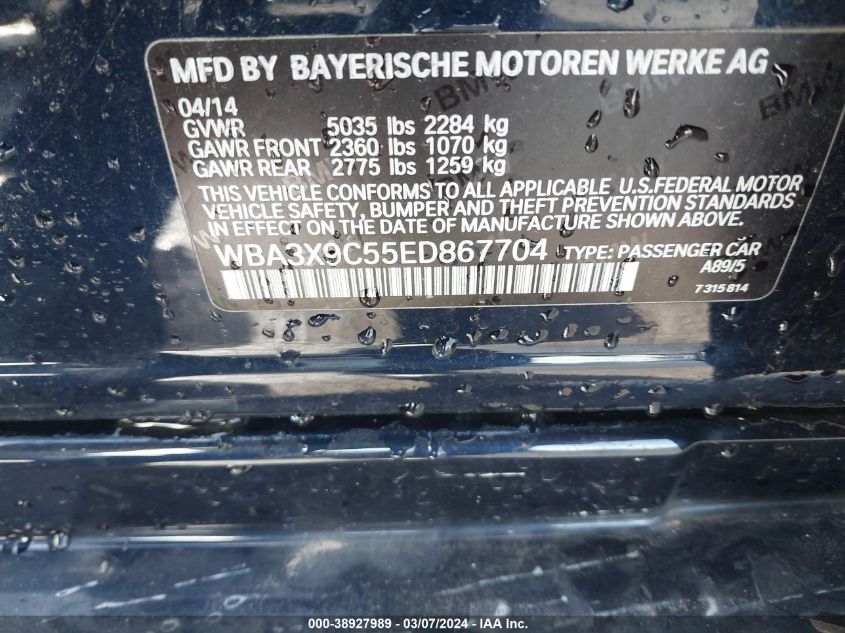 MFD BY BAYERISCHE MOTOREN WERKE AG
04/14
GVWR 5035 lbs 2284 kg
GAWR FRONT 2360 lbs 1070 kg
GAWR REAR 2775 lbs 1259 kg
THIS VEHICLE CONFORMS TO ALL APPLICABLE U.S.FEDERAL MOTOR
VEHICLE SAFETY, BUMPER AND THEFT PREVENTION STANDARDS
IN EFFECT ON THE DATE OF MANUFACTURE SHOWN ABOVE.
WBA3X9C55ED867704 TYPE: PASSENGER CAR
A89/5
7315814
000-38927989 - 03/07/2024 - © IAA, Inc.